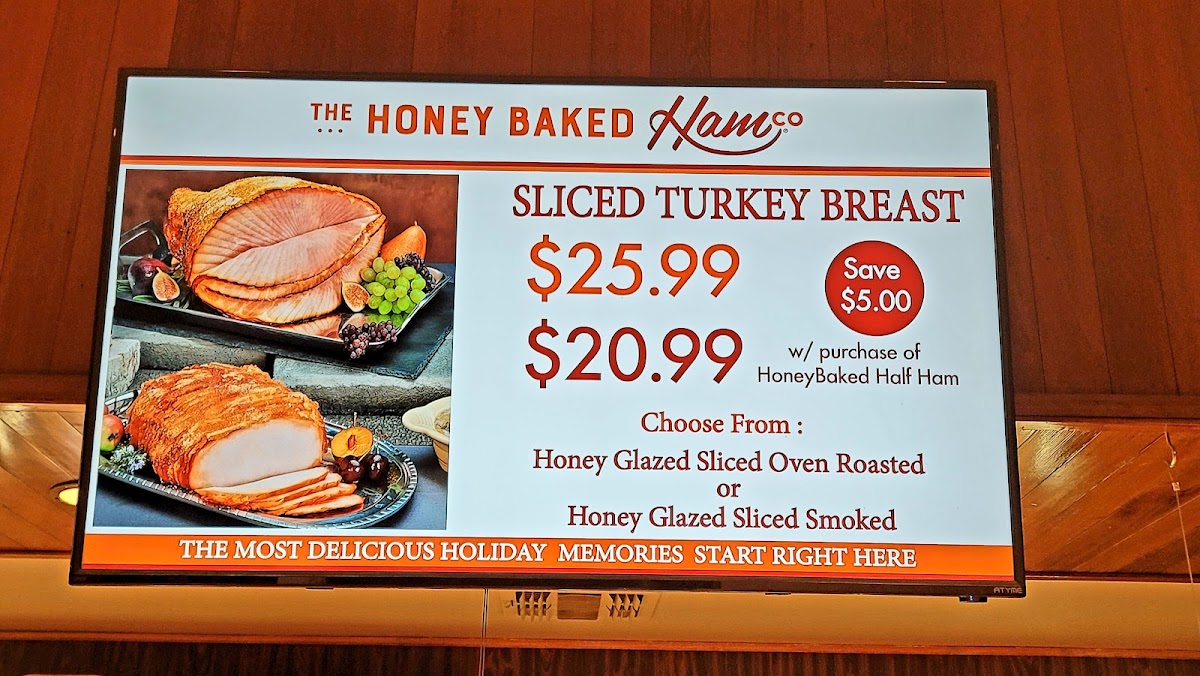 THE HONEY BAKED Ham CO
SLICED TURKEY BREAST
$25.99
Save
$5.00
$20.99
w/ purchase of
HoneyBaked Half Ham
Choose From :
Honey Glazed Sliced Oven Roasted
or
Honey Glazed Sliced Smoked
THE MOST DELICIOUS HOLIDAY MEMORIES START RIGHT HERE
ATYME